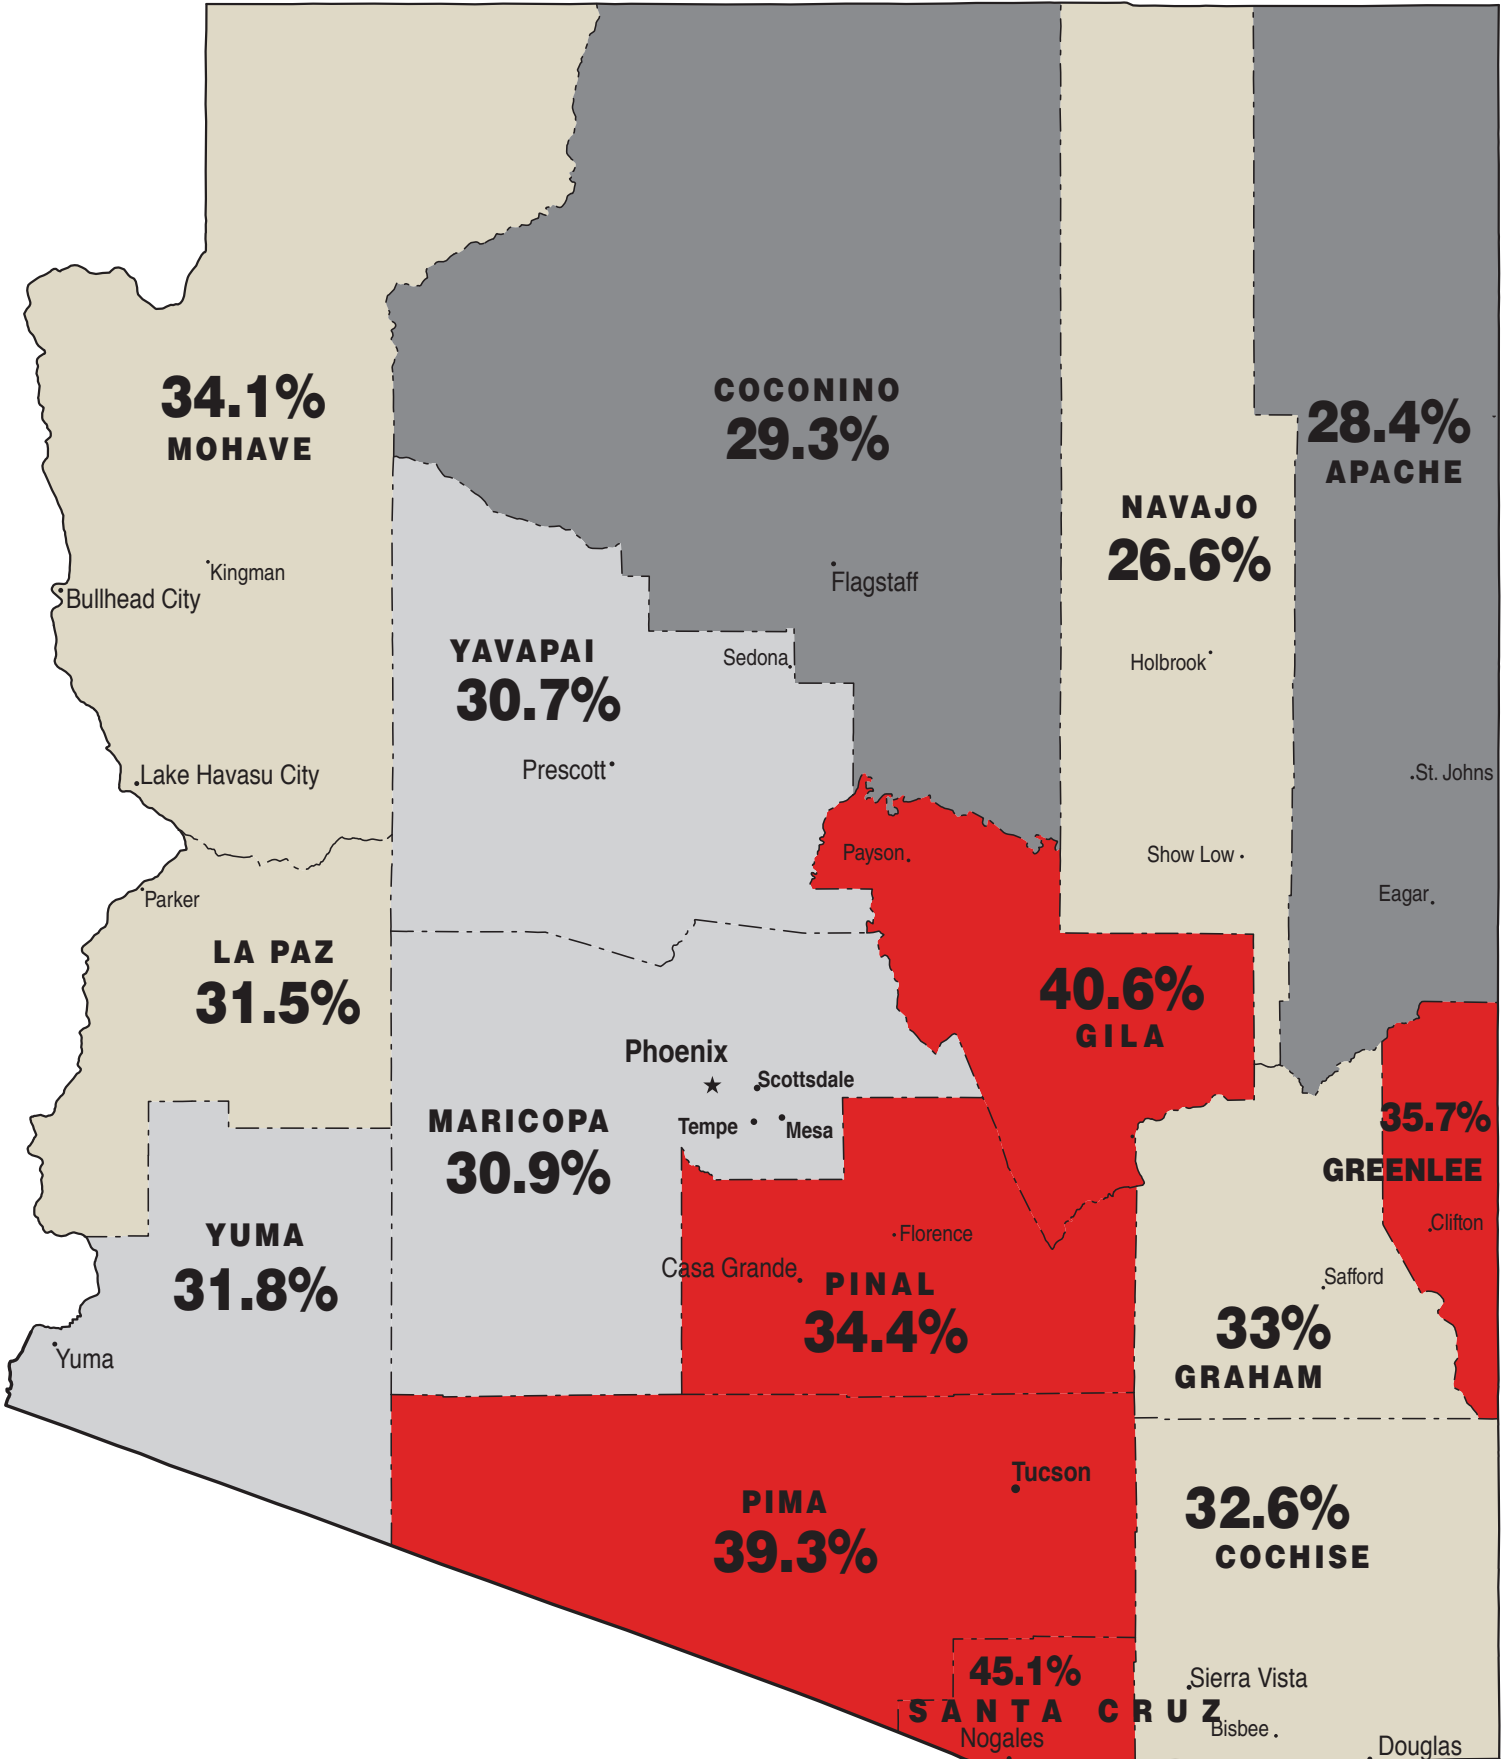 34.1%
MOHAVE
COCONINO
29.3%
28.4%
APACHE
NAVAJO
26.6%
Kingman
Bullhead City
Flagstaff
YAVAPAI
30.7%
Sedona
Holbrook
Prescott
Lake Havasu City
St. Johns
Payson
Show Low
Eagar
Parker
LA PAZ
31.5%
40.6%
GILA
Phoenix
Scottsdale
Tempe
Mesa
MARICOPA
30.9%
35.7%
GREENLEE
Clifton
YUMA
31.8%
Florence
Casa Grande
PINAL
34.4%
Safford
33%
GRAHAM
Yuma
Tucson
PIMA
39.3%
32.6%
COCHISE
45.1%
SANTA CRUZ
Nogales
Sierra Vista
Bisbee
Douglas